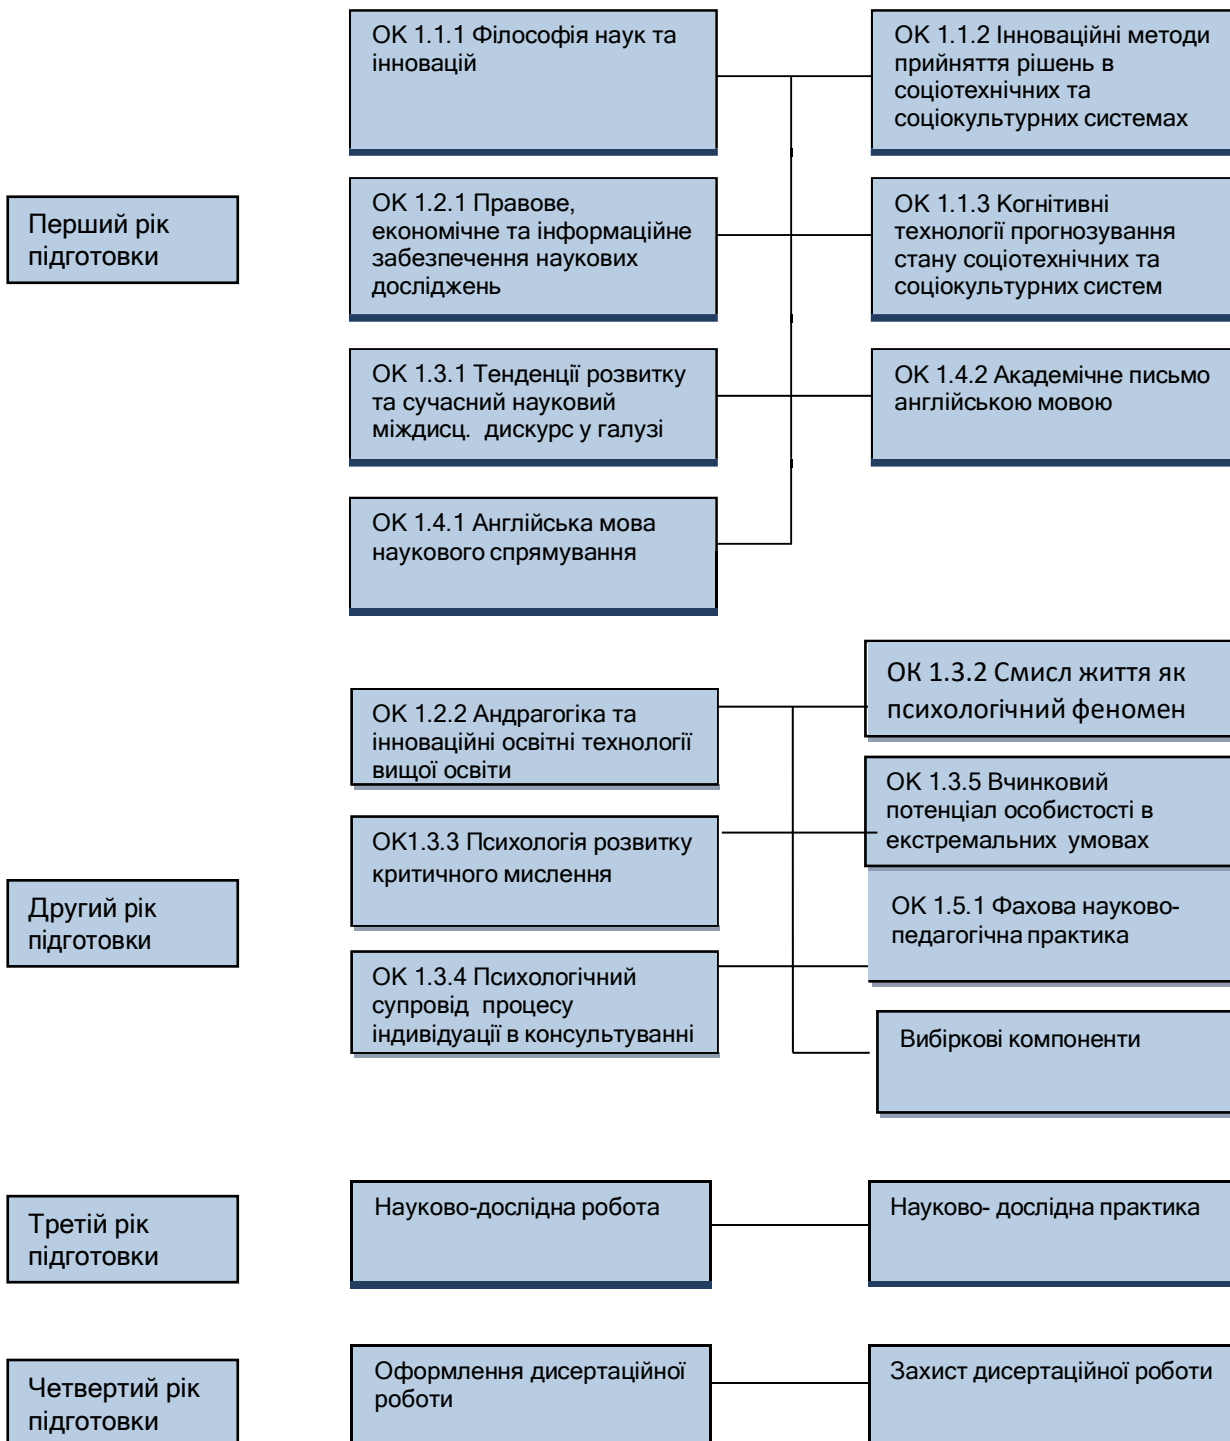 ОК 1.1.1 Філософія наук та
інновацій
ОК 1.1.2 Інноваційні методи
прийняття рішень в
соціотехнічних та
соціокультурних системах
Перший рік
підготовки
ОК 1.2.1 Правове,
економічне та інформаційне
забезпечення наукових
досліджень
ОК 1.1.3 Когнітивні
технології прогнозування
стану соціотехнічних та
соціокультурних систем
ОК 1.3.1 Тенденції розвитку
та сучасний науковий
міждисц.  дискурс у галузі
ОК 1.4.2 Академічне письмо
англійською мовою
ОК 1.4.1 Англійська мова
наукового спрямування
ОК 1.2.2 Андрагогіка та
інноваційні освітні технології
вищої освіти
ОК 1.3.2 Смисл життя як
психологічний феномен
ОК1.3.3 Психологія розвитку
критичного мислення
ОК 1.3.5 Вчинковий
потенціал особистості в
екстремальних  умовах
Другий рік
підготовки
ОК 1.5.1 Фахова науково-
педагогічна практика
ОК 1.3.4 Психологічний
супровід  процесу
індивідуації в консультуванні
Вибіркові компоненти
Третій рік
підготовки
Науково-дослідна робота
Науково- дослідна практика
Четвертий рік
підготовки
Оформлення дисертаційної
роботи
Захист дисертаційної роботи